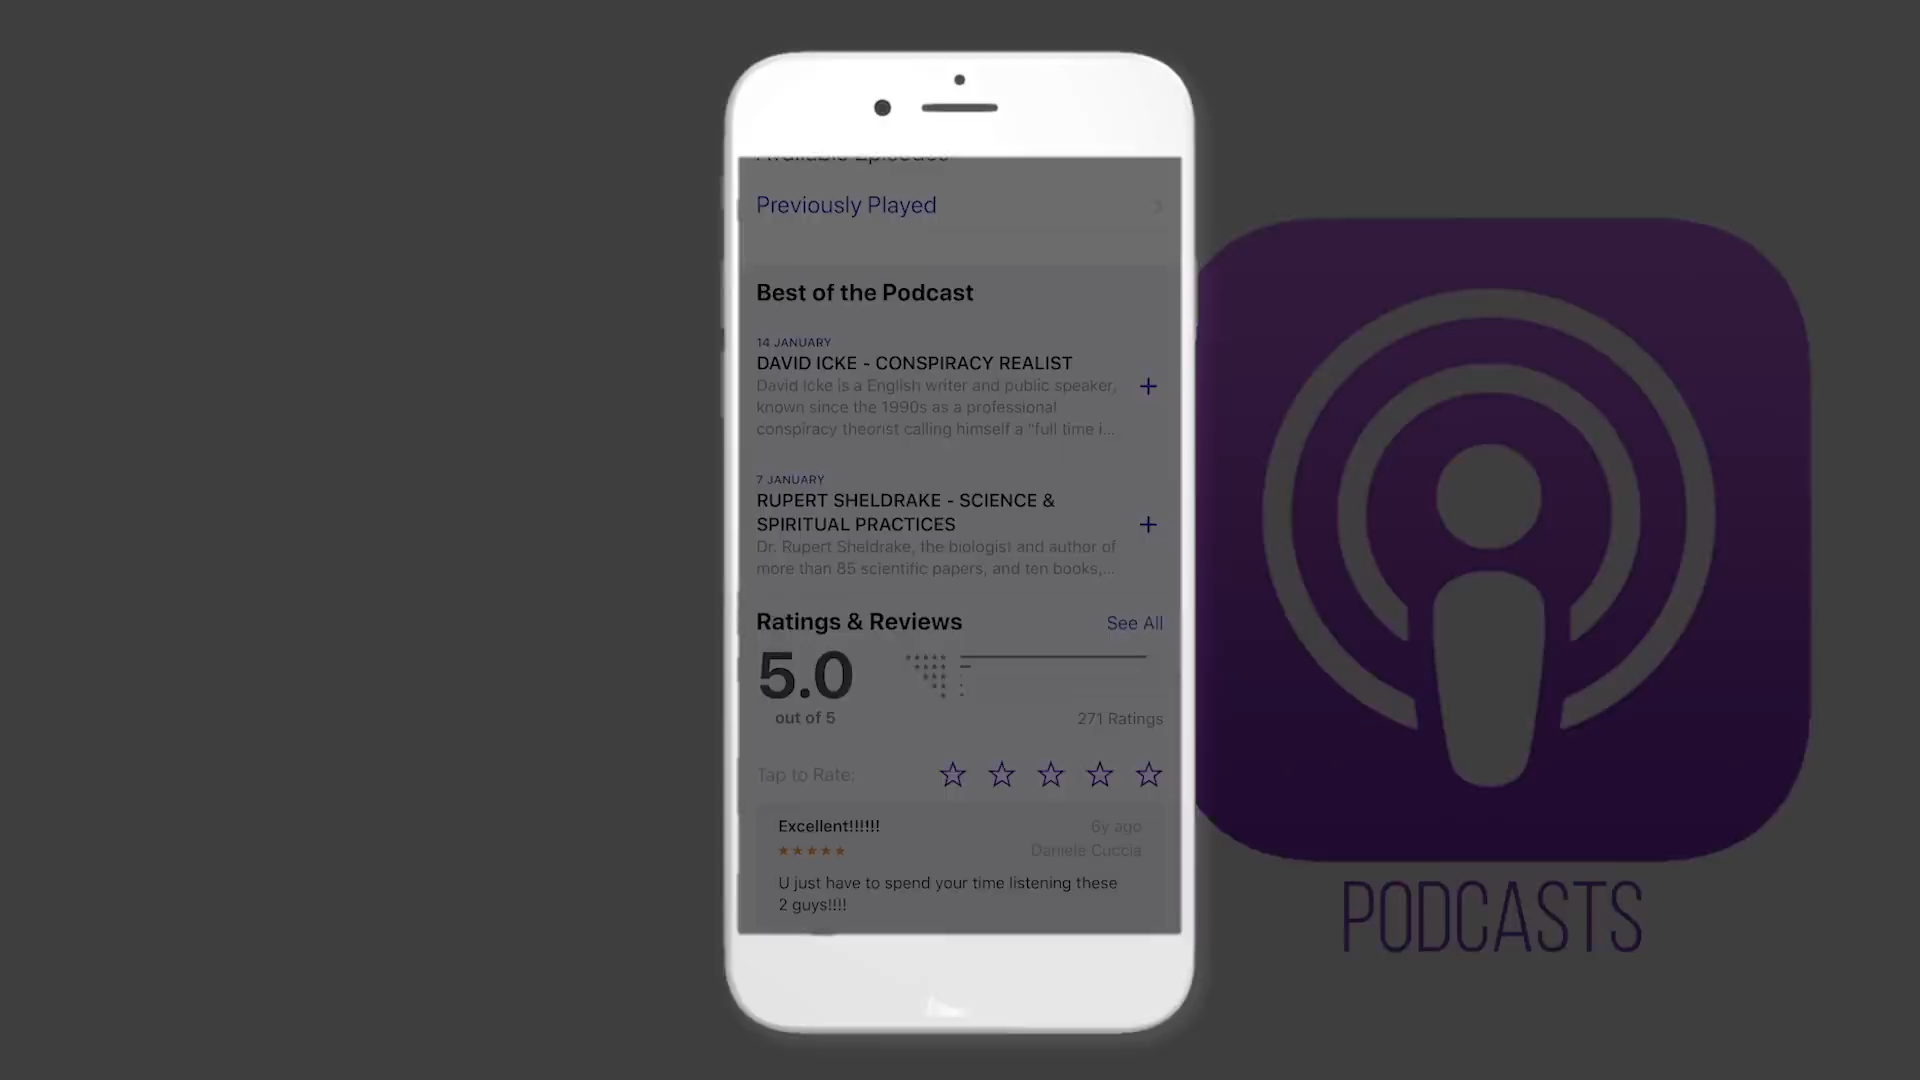 Available Episodes
Previously Played
Best of the Podcast
14 JANUARY
DAVID ICKE - CONSPIRACY REALIST
David Icke is a English writer and public speaker,
known since the 1990s as a professional
conspiracy theorist calling himself a "full time i...
7 JANUARY
RUPERT SHELDRAKE - SCIENCE &
SPIRITUAL PRACTICES
Dr. Rupert Sheldrake, the biologist and author of
more than 85 scientific papers, and ten books,...
Ratings & Reviews
See All
5.0
out of 5
271 Ratings
Tap to Rate:
Excellent!!!!!!
6y ago
Daniele Cuccia
U just have to spend your time listening these
2 guys!!!!
PODCASTS